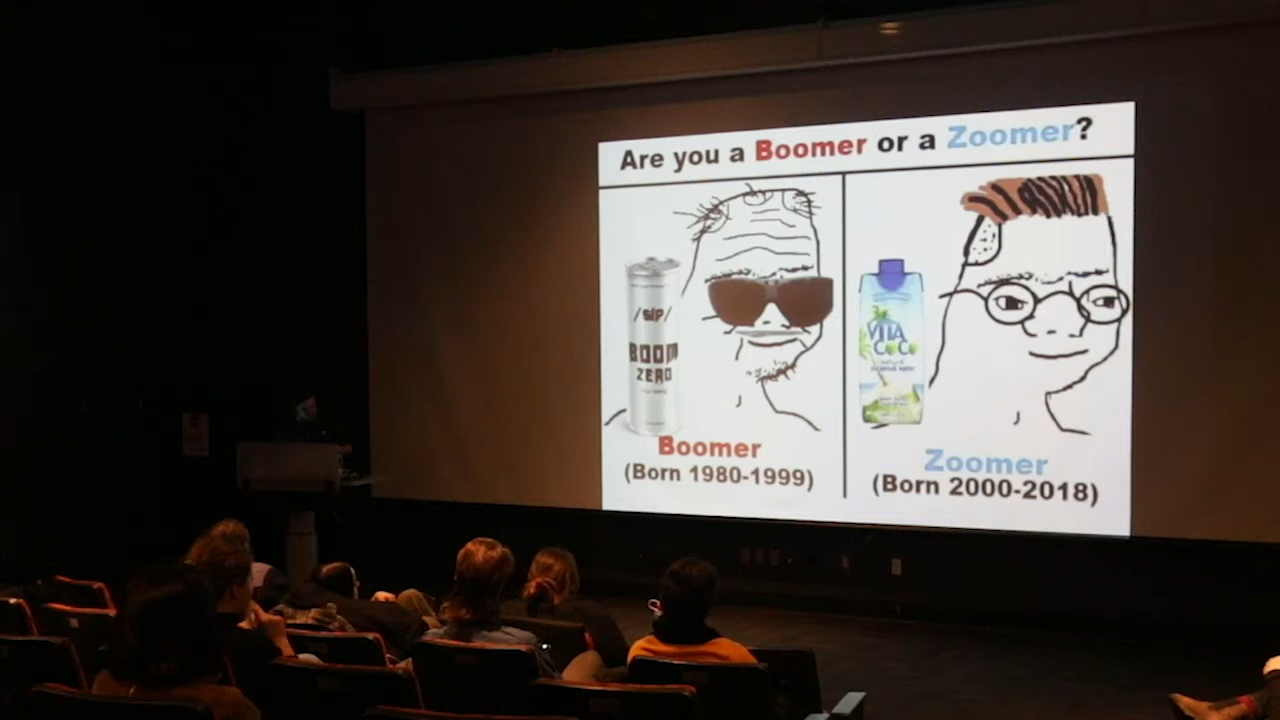 Are you a Boomer or a Zoomer?
/SIP/
BOOM
ZERO
VITA
COCO
Boomer
(Born 1980-1999)
Zoomer
(Born 2000-2018)